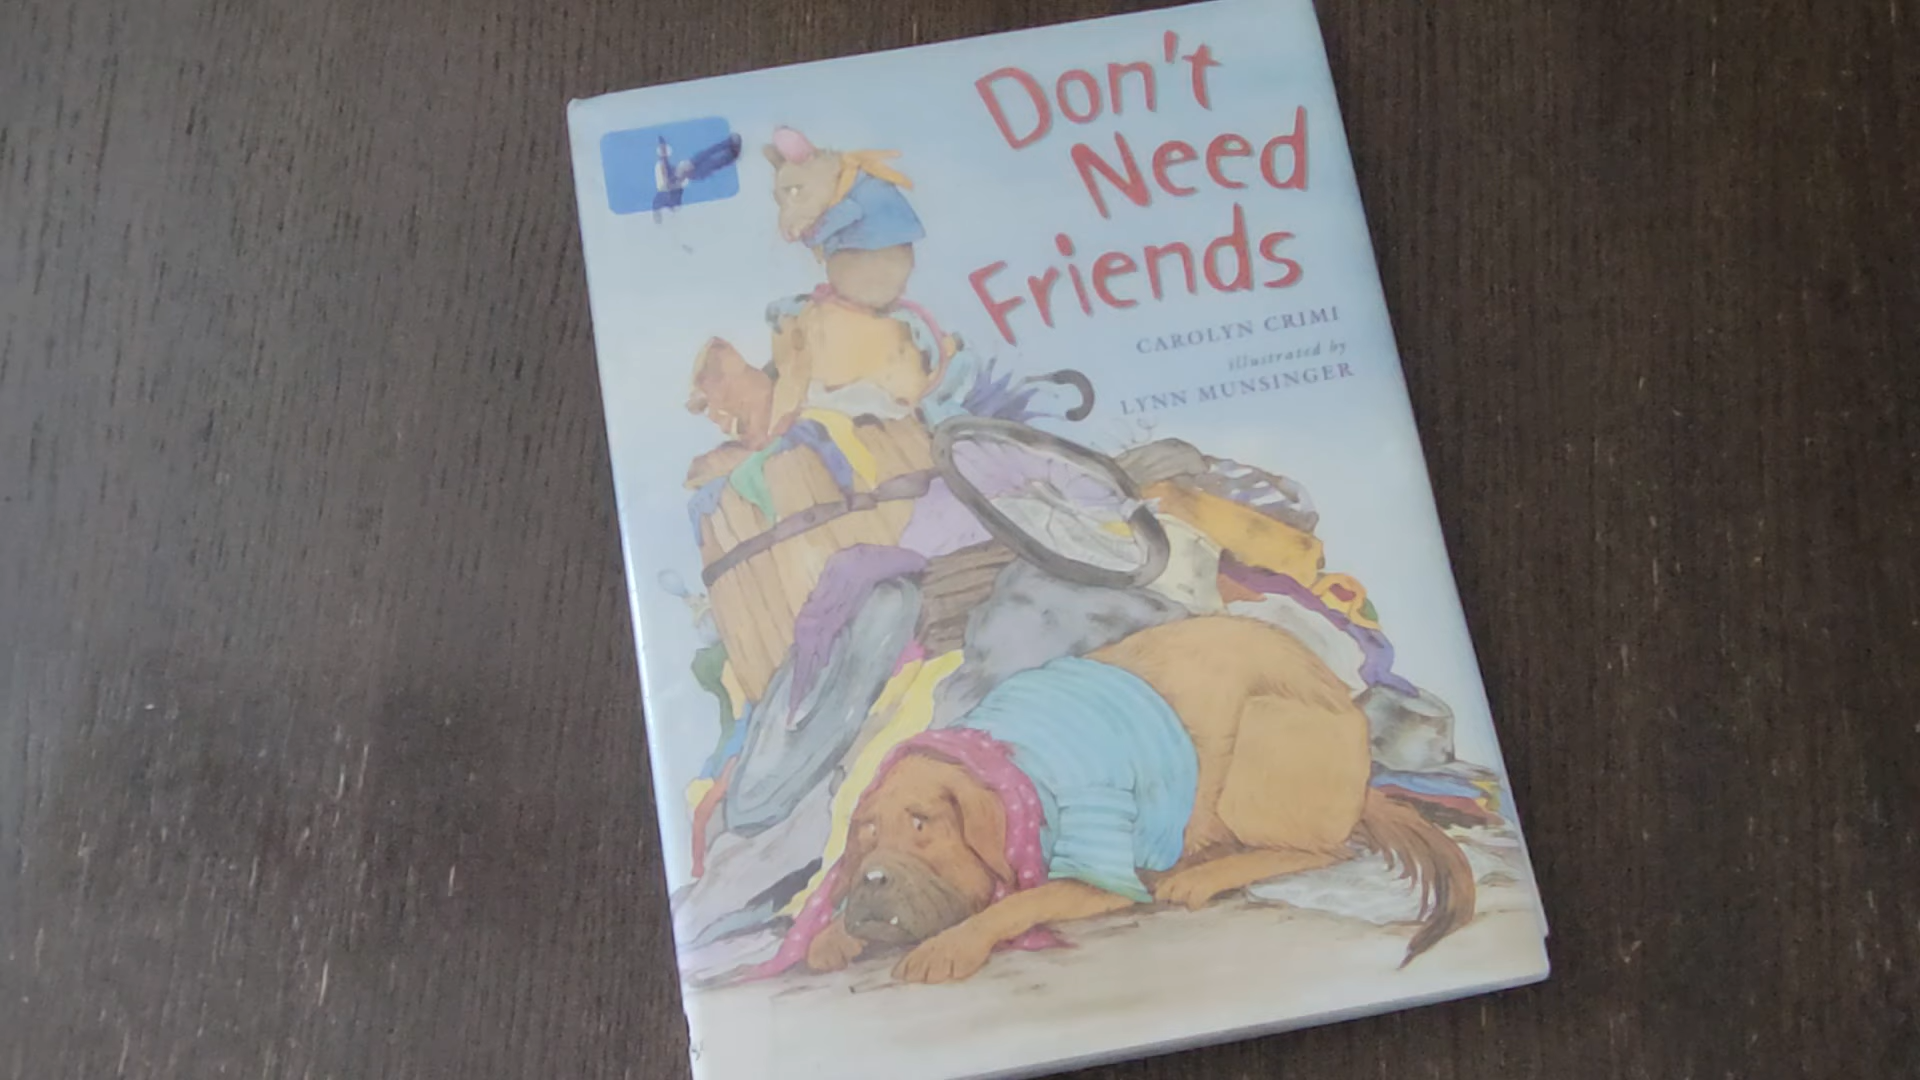 Don't
Need
Friends
CAROLYN CRIMI
illustrated by
LYNN MUNSINGER